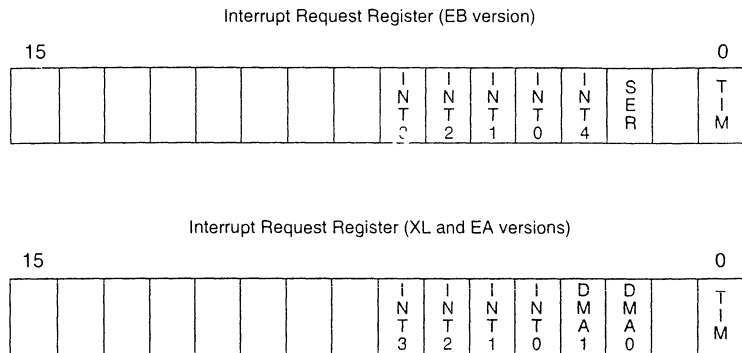 Interrupt Request Register (EB version)
15 0
INT3 INT2 INT1 INT0 INT4 SER TIM
Interrupt Request Register (XL and EA versions)
15 0
INT3 INT2 INT1 INT0 DMA1 DMA0 TIM